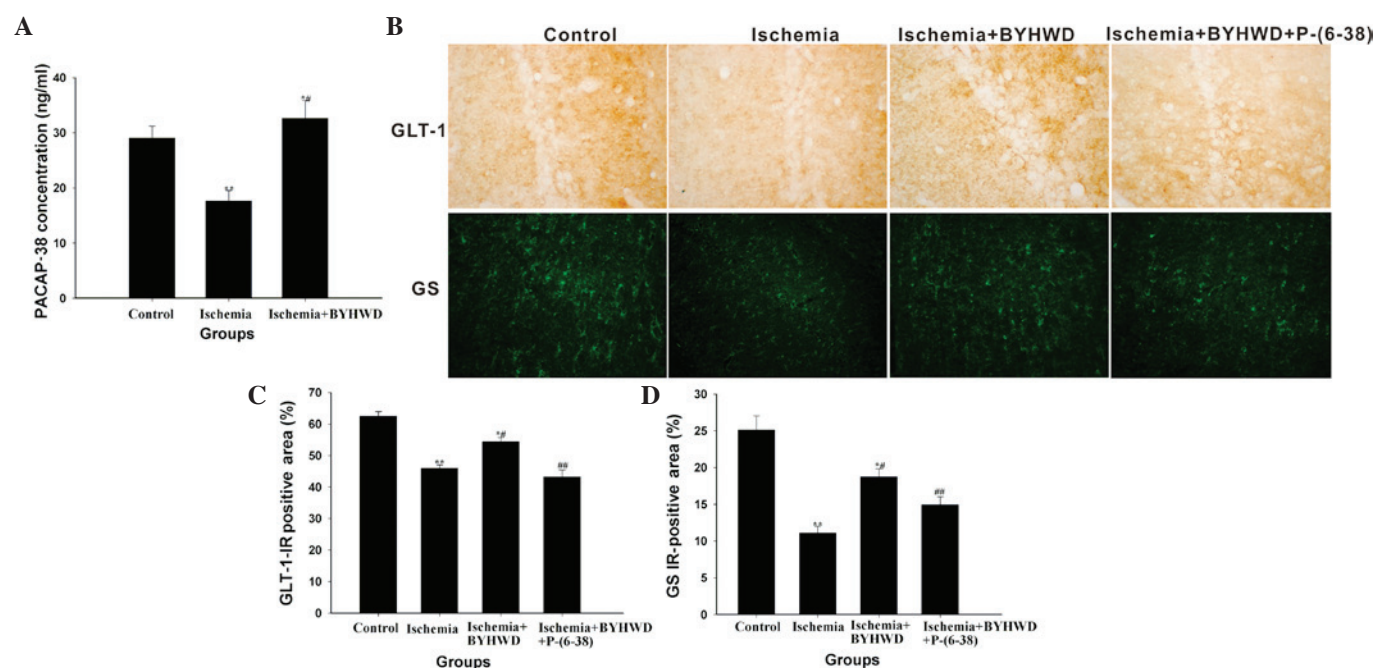 A
PACAP-38 concentration (ng/ml)
40
30
20
10
0
**
*#
Control
Ischemia
Ischemia+BYHWD
Groups
B
Control
Ischemia
Ischemia+BYHWD
Ischemia+BYHWD+P-(6-38)
GLT-1
GS
C
GLT-1-IR positive area (%)
70
60
50
40
30
20
10
0
**
*#
##
Control
Ischemia
Ischemia+
BYHWD
Ischemia+BYHWD
+P-(6-38)
Groups
D
GS IR-positive area (%)
30
25
20
15
10
5
0
**
*#
##
Control
Ischemia
Ischemia+
BYHWD
Ischemia+BYHWD
+P-(6-38)
Groups